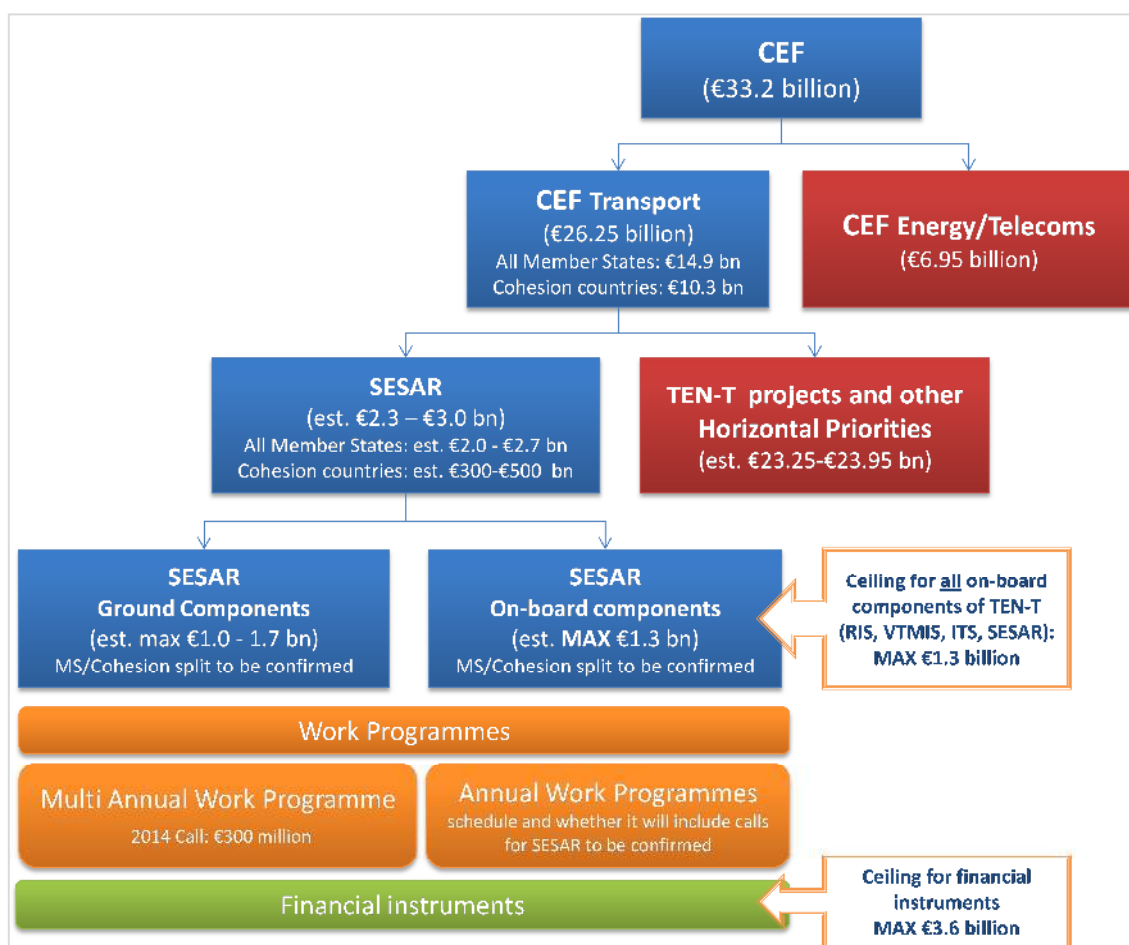 CEF
(€33.2 billion)
CEF Transport
(€26.25 billion)
All Member States: €14.9 bn
Cohesion countries: €10.3 bn
CEF Energy/Telecoms
(€6.95 billion)
SESAR
(est. €2.3 – €3.0 bn)
All Member States: est. €2.0 - €2.7 bn
Cohesion countries: est. €300-€500 bn
TEN-T projects and other
Horizontal Priorities
(est. €23.25-€23.95 bn)
SESAR
Ground Components
(est. max €1.0 - 1.7 bn)
MS/Cohesion split to be confirmed
SESAR
On-board components
(est. MAX €1.3 bn)
MS/Cohesion split to be confirmed
Ceiling for all on-board
components of TEN-T
(RIS, VTMIS, ITS, SESAR):
MAX €1.3 billion
Work Programmes
Multi Annual Work Programme
2014 Call: €300 million
Annual Work Programmes
schedule and whether it will include calls
for SESAR to be confirmed
Financial instruments
Ceiling for financial
instruments
MAX €3.6 billion